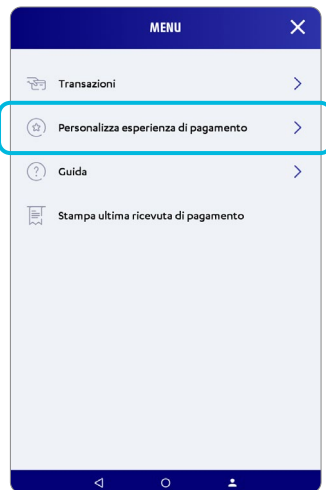 MENU
Transazioni
Personalizza esperienza di pagamento
Guida
Stampa ultima ricevuta di pagamento